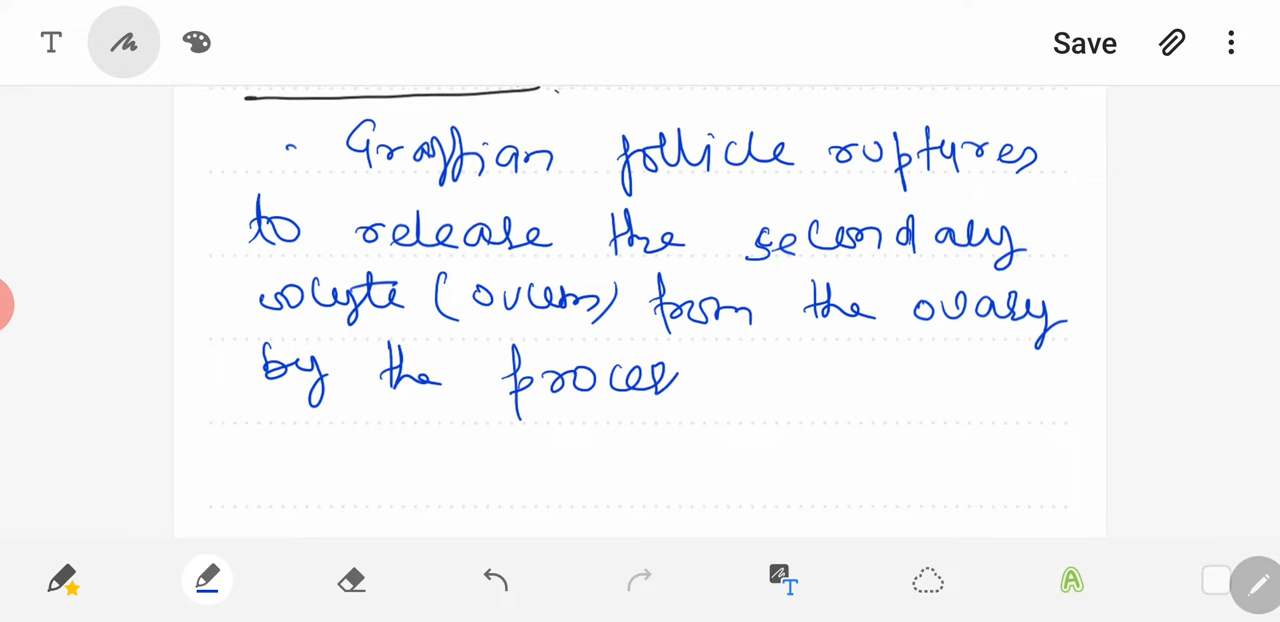 T Save
Graffian follicle ruptures
to release the secondary
oocyte (ovum) from the ovary
by the proces
T
A